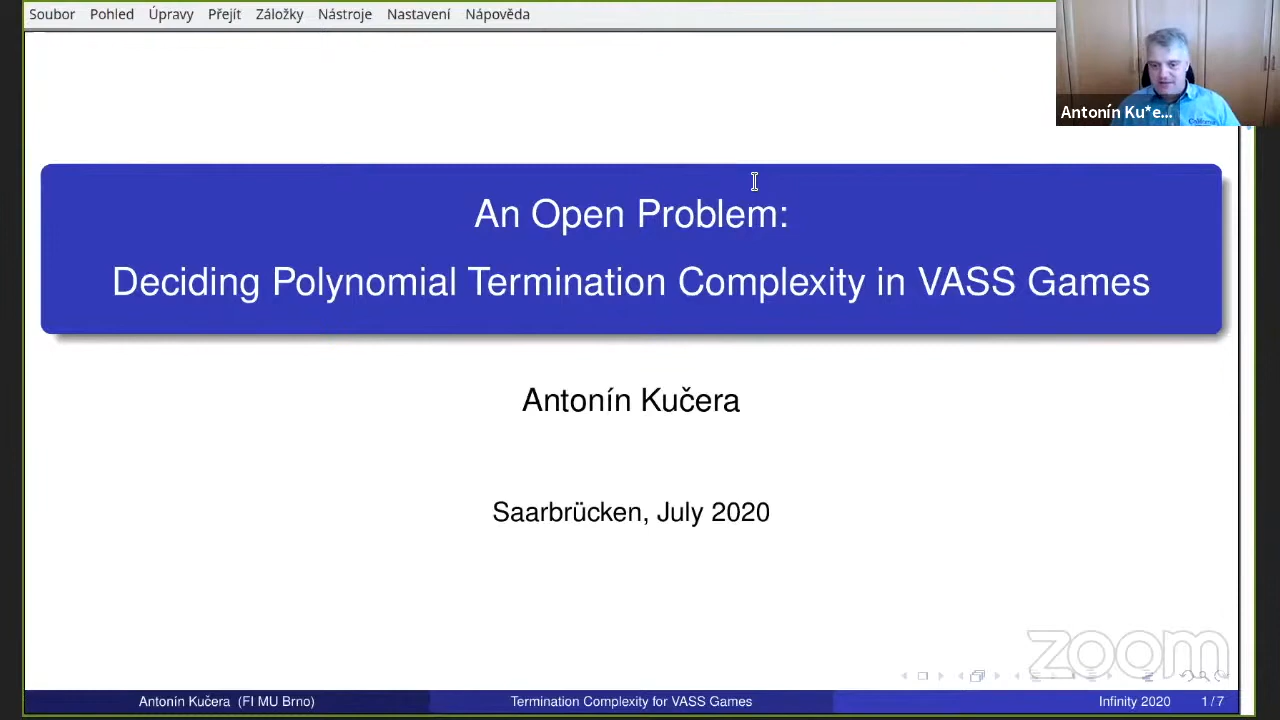 Soubor Pohled Úpravy Přejít Záložky Nástroje Nastavení Nápověda
Antonín Ku*e...
An Open Problem:
Deciding Polynomial Termination Complexity in VASS Games
Antonín Kučera
Saarbrücken, July 2020
zoom
Antonín Kučera (FI MU Brno) Termination Complexity for VASS Games Infinity 2020 1 / 7